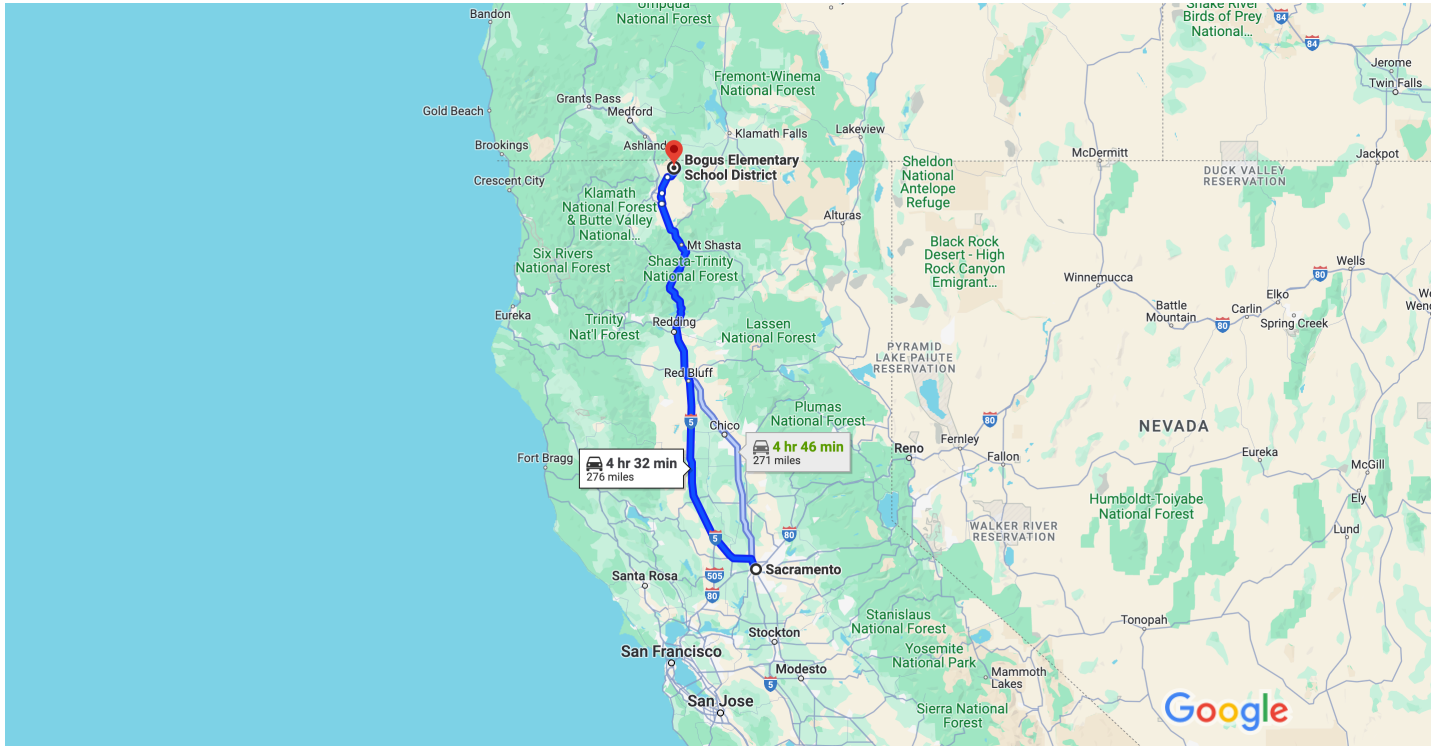 Bandon
Umpqua
National Forest
Snake River
Birds of Prey
National...
84
84
Jerome
Twin Falls
Fremont-Winema
National Forest
Grants Pass
Medford
Gold Beach
Klamath Falls
Lakeview
Ashland
Brookings
Bogus Elementary
School District
McDermitt
Jackpot
Sheldon
National
Antelope
Refuge
DUCK VALLEY
RESERVATION
Crescent City
Klamath
National Forest
& Butte Valley
National...
Alturas
Mt Shasta
Black Rock
Desert - High
Rock Canyon
Emigrant...
Six Rivers
National Forest
Shasta-Trinity
National Forest
Wells
80
Winnemucca
Elko
Battle
Mountain
Carlin
Spring Creek
80
We
Wend
Eureka
Trinity
Nat'l Forest
Redding
Lassen
National Forest
PYRAMID
LAKE PAIUTE
RESERVATION
Red Bluff
Plumas
National Forest
5
80
Chico
NEVADA
4 hr 46 min
271 miles
Reno
Fernley
Fallon
Eureka
McGill
Fort Bragg
4 hr 32 min
276 miles
Ely
Humboldt-Toiyabe
National Forest
WALKER RIVER
RESERVATION
Lund
5
80
Sacramento
505
Santa Rosa
80
Stanislaus
National Forest
Tonopah
Stockton
San Francisco
Yosemite
National Park
Modesto
5
Mammoth
Lakes
San Jose
Sierra National
Forest
Google